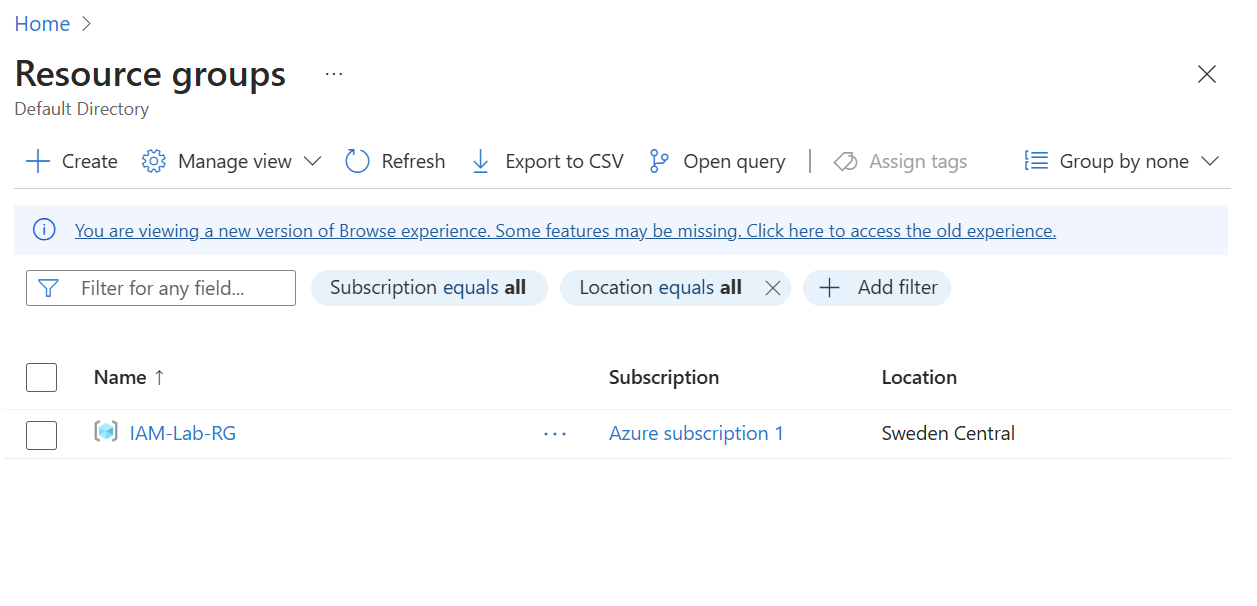 Home
Resource groups ...
Default Directory
Create Manage view Refresh Export to CSV Open query Assign tags Group by none
You are viewing a new version of Browse experience. Some features may be missing. Click here to access the old experience.
Filter for any field... Subscription equals all Location equals all Add filter
Name ↑ Subscription Location
IAM-Lab-RG ... Azure subscription 1 Sweden Central